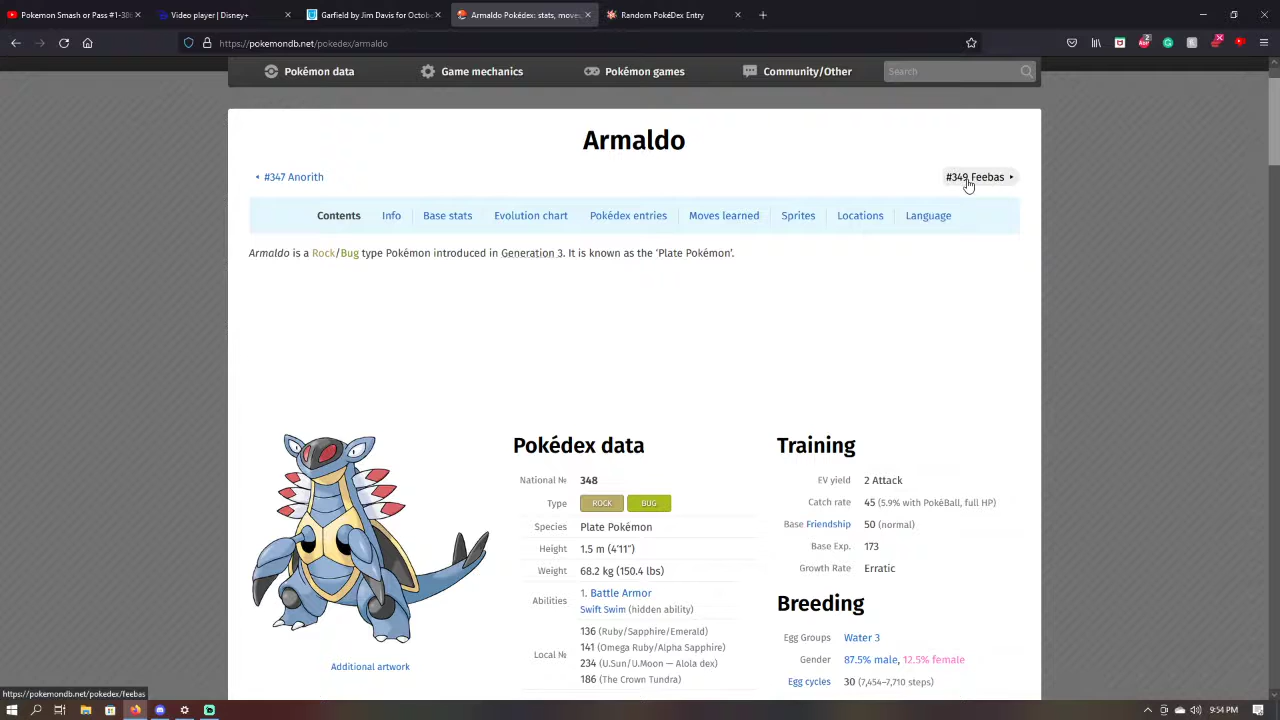 Pokemon Smash or Pass #1-386
Video player | Disney+
Garfield by Jim Davis for Octob
Armaldo Pokédex: stats, moves,
Random PokéDex Entry
https://pokemondb.net/pokedex/armaldo
Pokémon data
Game mechanics
Pokémon games
Community/Other
Search
Armaldo
#347 Anorith
#349 Feebas
Contents
Info
Base stats
Evolution chart
Pokédex entries
Moves learned
Sprites
Locations
Language
Armaldo is a Rock/Bug type Pokémon introduced in Generation 3. It is known as the ‘Plate Pokémon’.
Pokédex data
National № 348
Type ROCK BUG
Species Plate Pokémon
Height 1.5 m (4′11″)
Weight 68.2 kg (150.4 lbs)
Abilities 1. Battle Armor
Swift Swim (hidden ability)
Local № 136 (Ruby/Sapphire/Emerald)
141 (Omega Ruby/Alpha Sapphire)
234 (U.Sun/U.Moon — Alola dex)
186 (The Crown Tundra)
Training
EV yield 2 Attack
Catch rate 45 (5.9% with PokéBall, full HP)
Base Friendship 50 (normal)
Base Exp. 173
Growth Rate Erratic
Breeding
Egg Groups Water 3
Gender 87.5% male, 12.5% female
Egg cycles 30 (7,454–7,710 steps)
Additional artwork
https://pokemondb.net/pokedex/feebas
9:54 PM